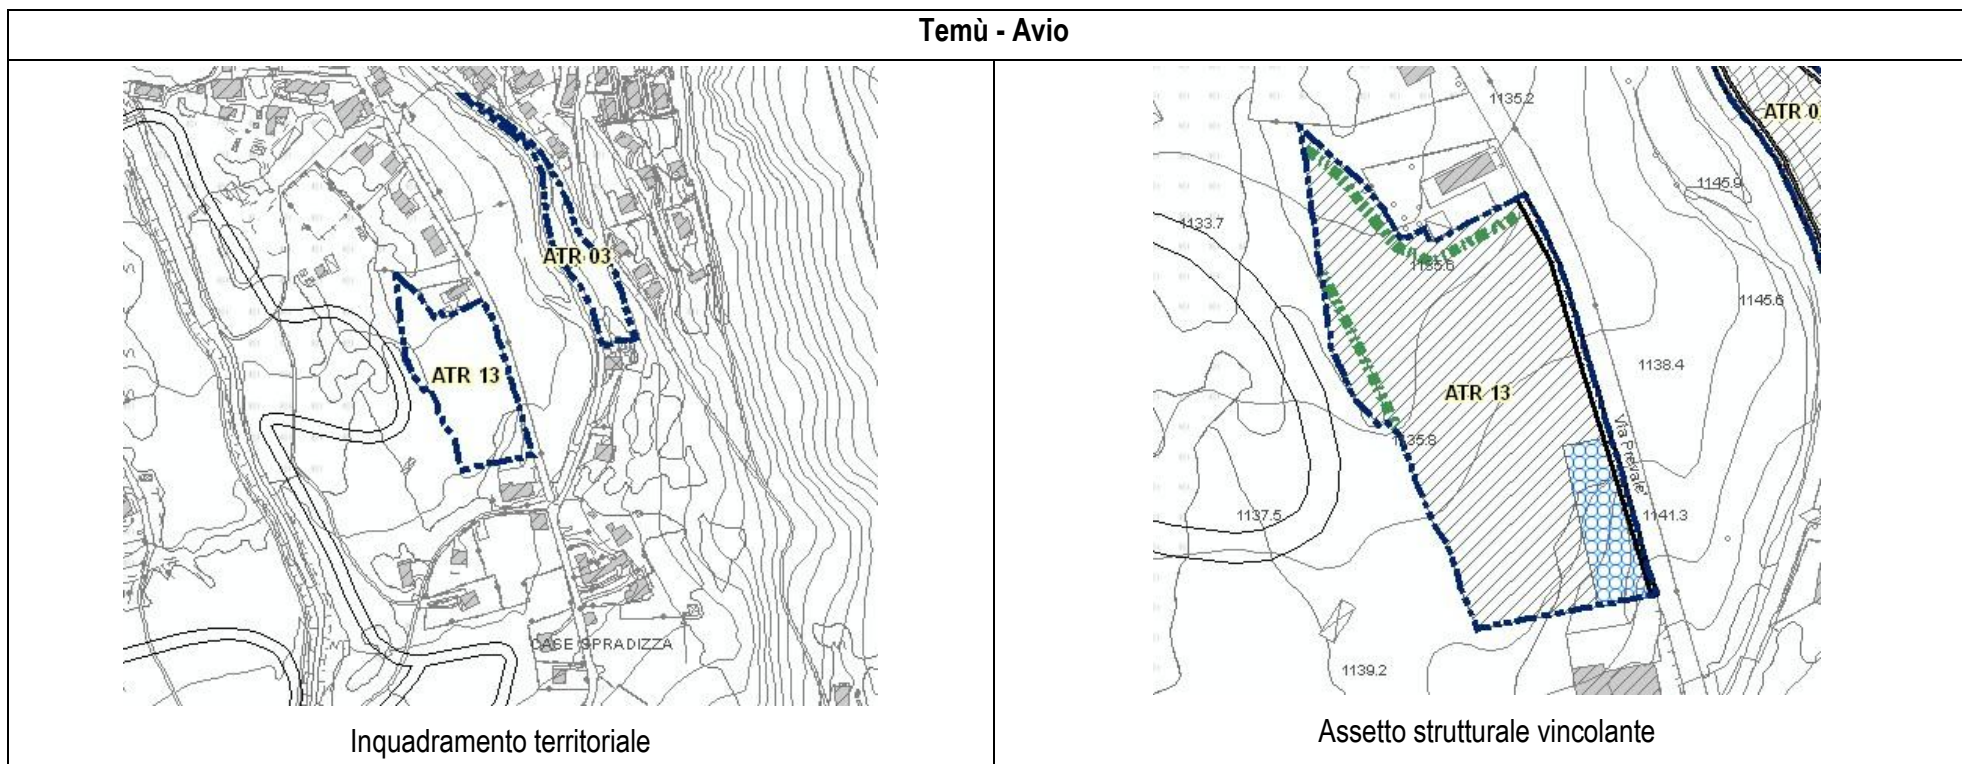 Temù - Avio
ATR 03
ATR 13
CASE SPRADIZZA
Inquadramento territoriale
1135.2
ATR 0
1145.9
1133.7
1135.6
1145.6
1138.4
ATR 13
Via Prevale'
1135.8
1137.5
1141.3
1139.2
Assetto strutturale vincolante